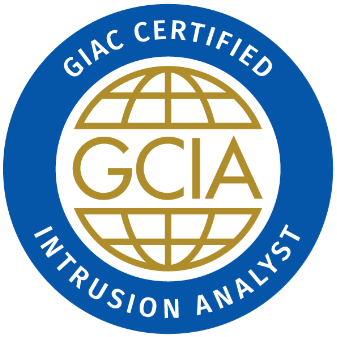 GIAC CERTIFIED
GCIA
INTRUSION ANALYST